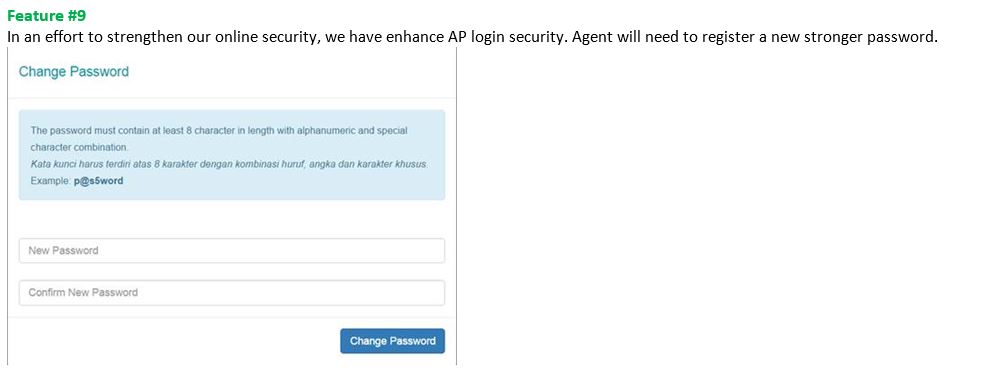 Feature #9
In an effort to strengthen our online security, we have enhance AP login security. Agent will need to register a new stronger password.
Change Password
The password must contain at least 8 character in length with alphanumeric and special
character combination.
Kata kunci harus terdiri atas 8 karakter dengan kombinasi huruf, angka dan karakter khusus.
Example: p@s5word
New Password
Confirm New Password
Change Password